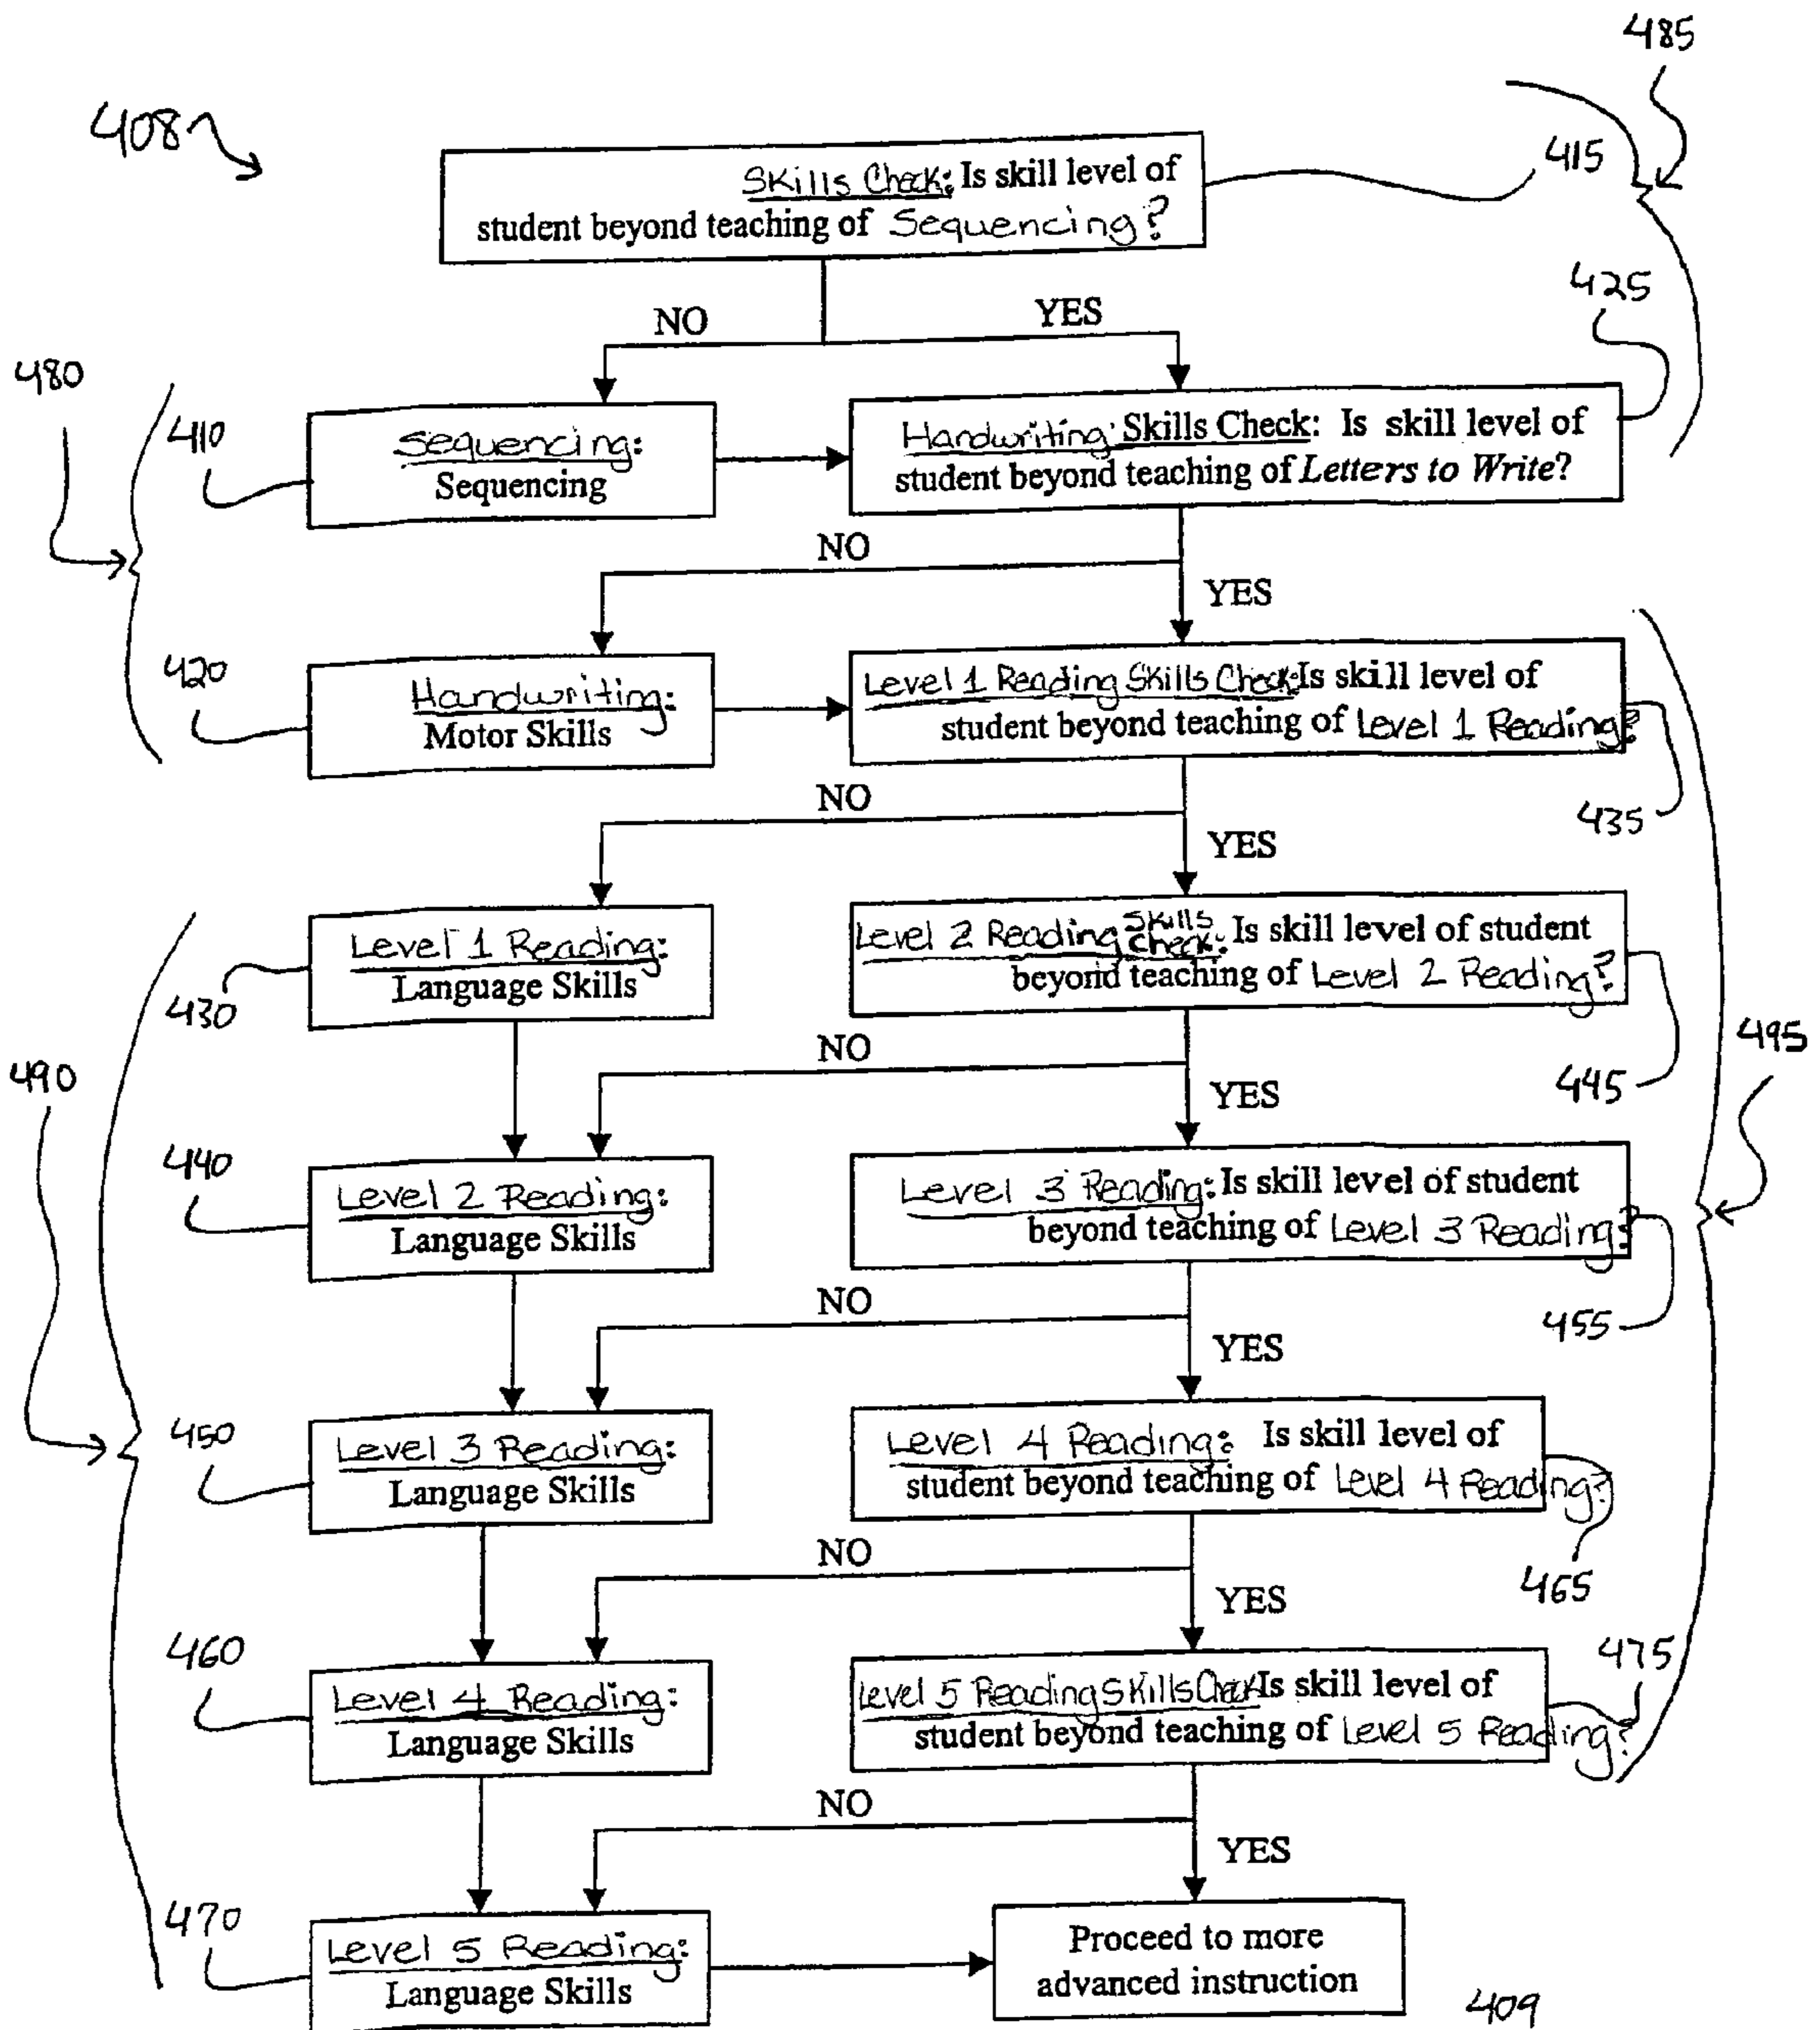 485
408
415
Skills Check: Is skill level of
student beyond teaching of Sequencing?
425
NO
YES
480
410
Sequencing:
Sequencing
Handwriting Skills Check: Is skill level of
student beyond teaching of Letters to Write?
NO
YES
420
Handwriting:
Motor Skills
Level 1 Reading Skills Check: Is skill level of
student beyond teaching of Level 1 Reading?
435
NO
YES
Level 1 Reading:
Language Skills
430
Level 2 Reading Skills Check: Is skill level of student
beyond teaching of Level 2 Reading?
495
445
NO
YES
490
440
Level 2 Reading:
Language Skills
Level 3 Reading: Is skill level of student
beyond teaching of Level 3 Reading?
455
NO
YES
450
Level 3 Reading:
Language Skills
Level 4 Reading: Is skill level of
student beyond teaching of Level 4 Reading?
465
NO
YES
460
Level 4 Reading:
Language Skills
475
Level 5 Reading Skills Check Is skill level of
student beyond teaching of Level 5 Reading?
NO
YES
470
Level 5 Reading:
Language Skills
Proceed to more
advanced instruction
409